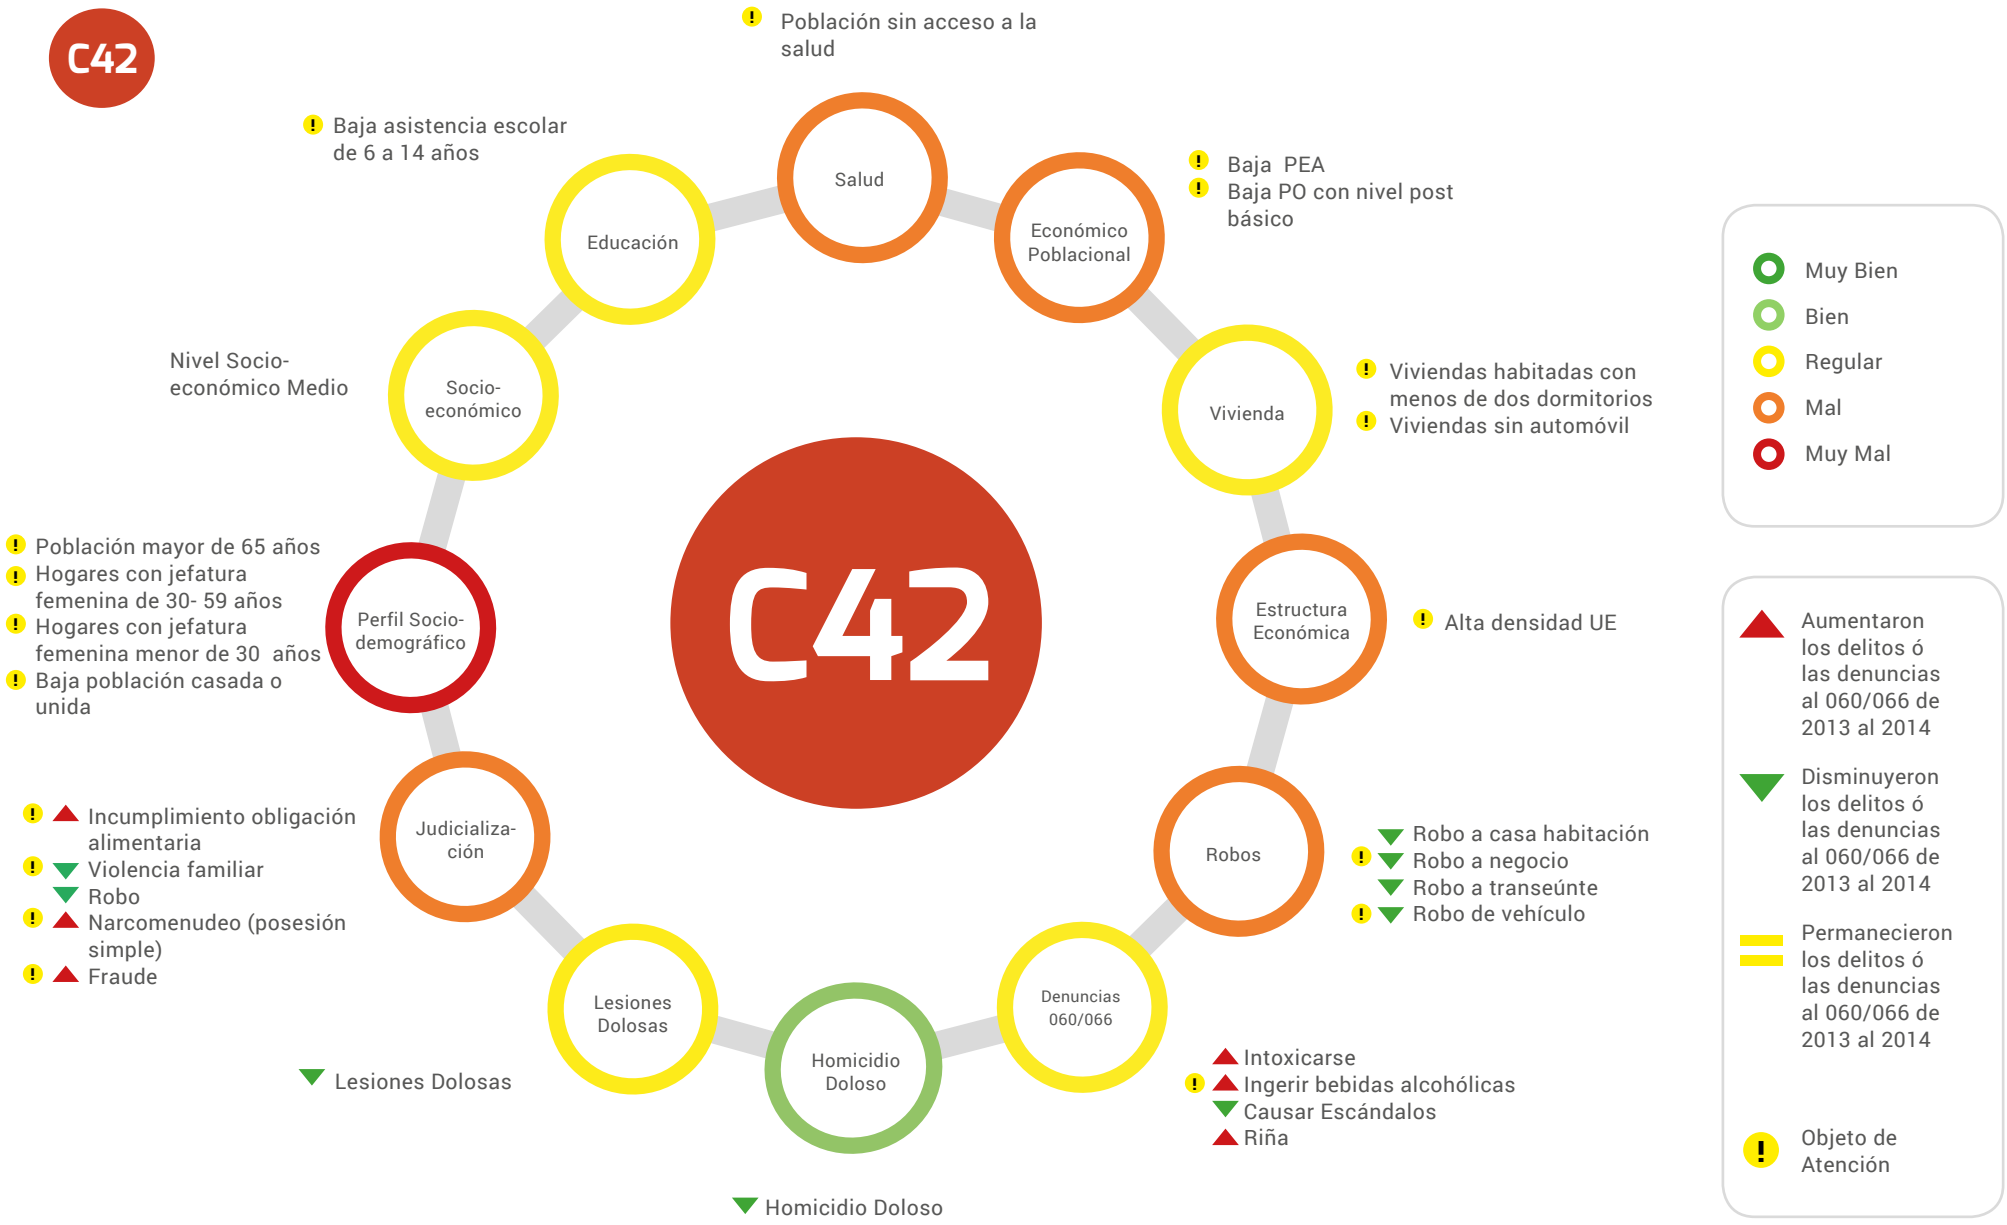 C42
! Población sin acceso a la
salud
! Baja asistencia escolar
de 6 a 14 años
Salud
! Baja PEA
! Baja PO con nivel post
básico
Educación
Económico
Poblacional
Nivel Socio-
económico Medio
Socio-
económico
Vivienda
! Viviendas habitadas con
menos de dos dormitorios
! Viviendas sin automóvil
! Población mayor de 65 años
! Hogares con jefatura
femenina de 30- 59 años
! Hogares con jefatura
femenina menor de 30 años
! Baja población casada o
unida
Perfil Socio-
demográfico
C42
Estructura
Económica
! Alta densidad UE
! Incumplimiento obligación
alimentaria
! Violencia familiar
Robo
! Narcomenudeo (posesión
simple)
! Fraude
Judicializa-
ción
Robos
Robo a casa habitación
! Robo a negocio
Robo a transeúnte
! Robo de vehículo
Lesiones
Dolosas
Lesiones Dolosas
Homicidio
Doloso
Homicidio Doloso
Denuncias
060/066
Intoxicarse
! Ingerir bebidas alcohólicas
Causar Escándalos
Riña
Muy Bien
Bien
Regular
Mal
Muy Mal
Aumentaron
los delitos ó
las denuncias
al 060/066 de
2013 al 2014
Disminuyeron
los delitos ó
las denuncias
al 060/066 de
2013 al 2014
Permanecieron
los delitos ó
las denuncias
al 060/066 de
2013 al 2014
! Objeto de
Atención